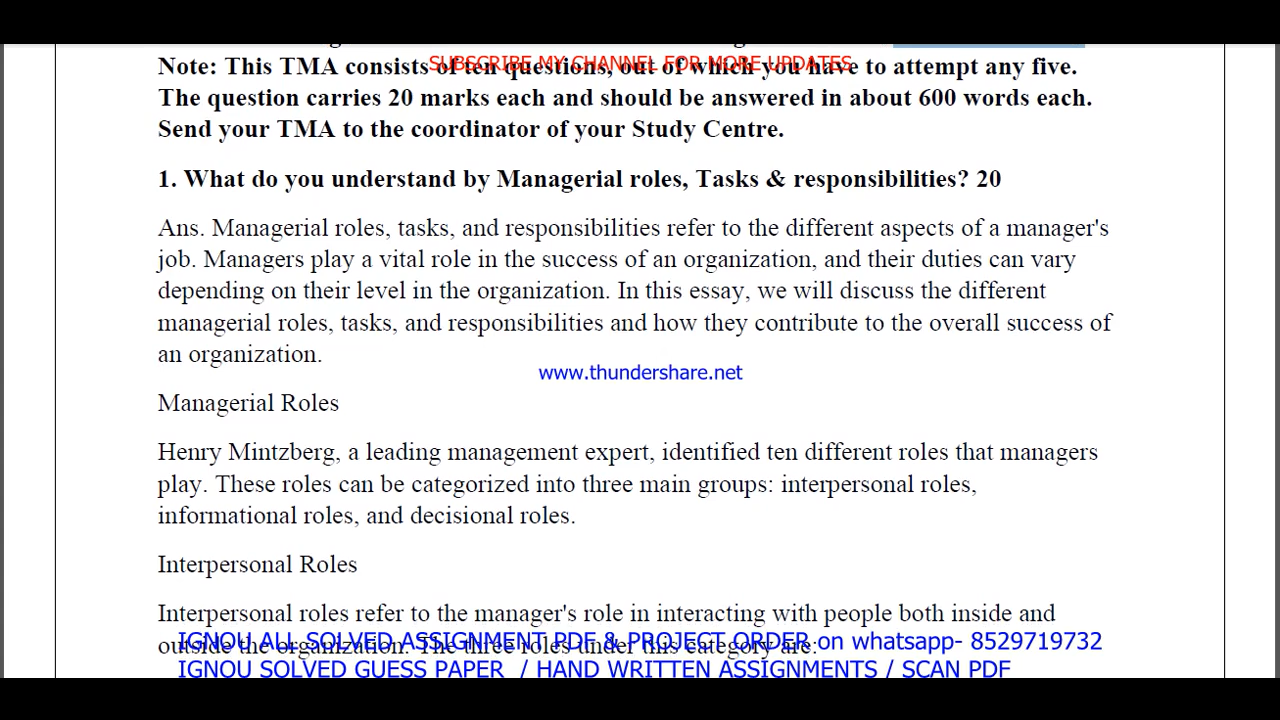 SUBSCRIBE MY CHANNEL FOR MORE UPDATES
Note: This TMA consists of ten questions, out of which you have to attempt any five.
The question carries 20 marks each and should be answered in about 600 words each.
Send your TMA to the coordinator of your Study Centre.
1. What do you understand by Managerial roles, Tasks & responsibilities? 20
Ans. Managerial roles, tasks, and responsibilities refer to the different aspects of a manager's
job. Managers play a vital role in the success of an organization, and their duties can vary
depending on their level in the organization. In this essay, we will discuss the different
managerial roles, tasks, and responsibilities and how they contribute to the overall success of
an organization.
www.thundershare.net
Managerial Roles
Henry Mintzberg, a leading management expert, identified ten different roles that managers
play. These roles can be categorized into three main groups: interpersonal roles,
informational roles, and decisional roles.
Interpersonal Roles
Interpersonal roles refer to the manager's role in interacting with people both inside and
outside the organization. The three roles under this category are:
IGNOU ALL SOLVED ASSIGNMENT PDF & PROJECT ORDER on whatsapp- 8529719732
IGNOU SOLVED GUESS PAPER / HAND WRITTEN ASSIGNMENTS / SCAN PDF